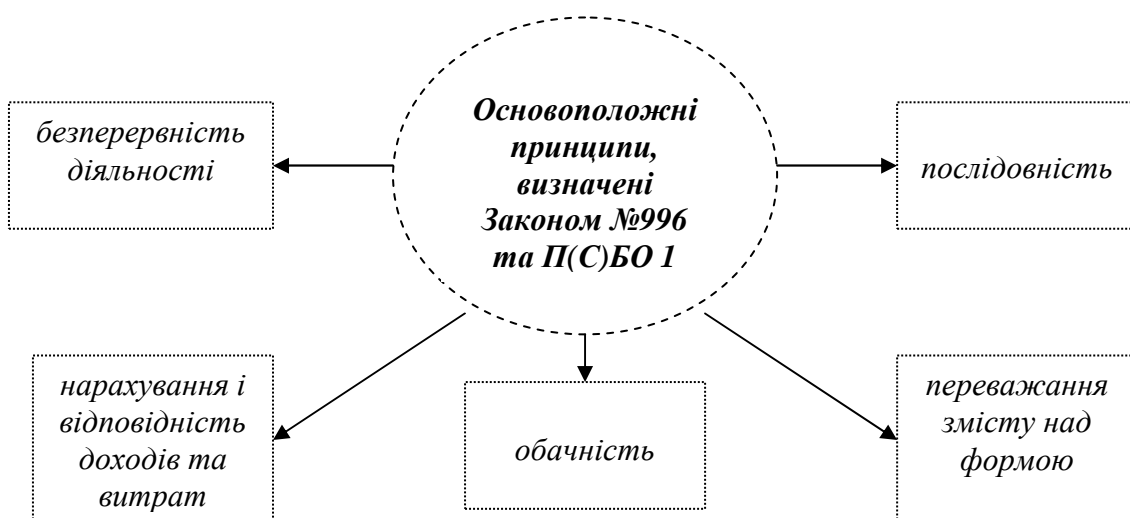 Основоположні
принципи,
визначені
Законом №996
та П(С)БО 1
безперервність
діяльності
послідовність
нарахування і
відповідність
доходів та
витрат
обачність
переважання
змісту над
формою